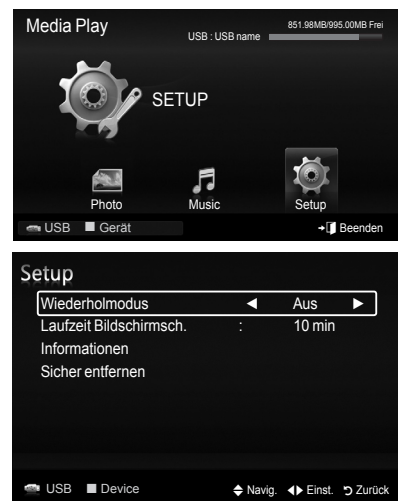 Media Play
USB : USB name
851.98MB/995.00MB Frei
SETUP
Photo
Music
Setup
USB
Gerät
Beenden
Setup
Wiederholmodus Aus
Laufzeit Bildschirmsch. : 10 min
Informationen
Sicher entfernen
USB
Device
Navig.
Einst.
Zurück